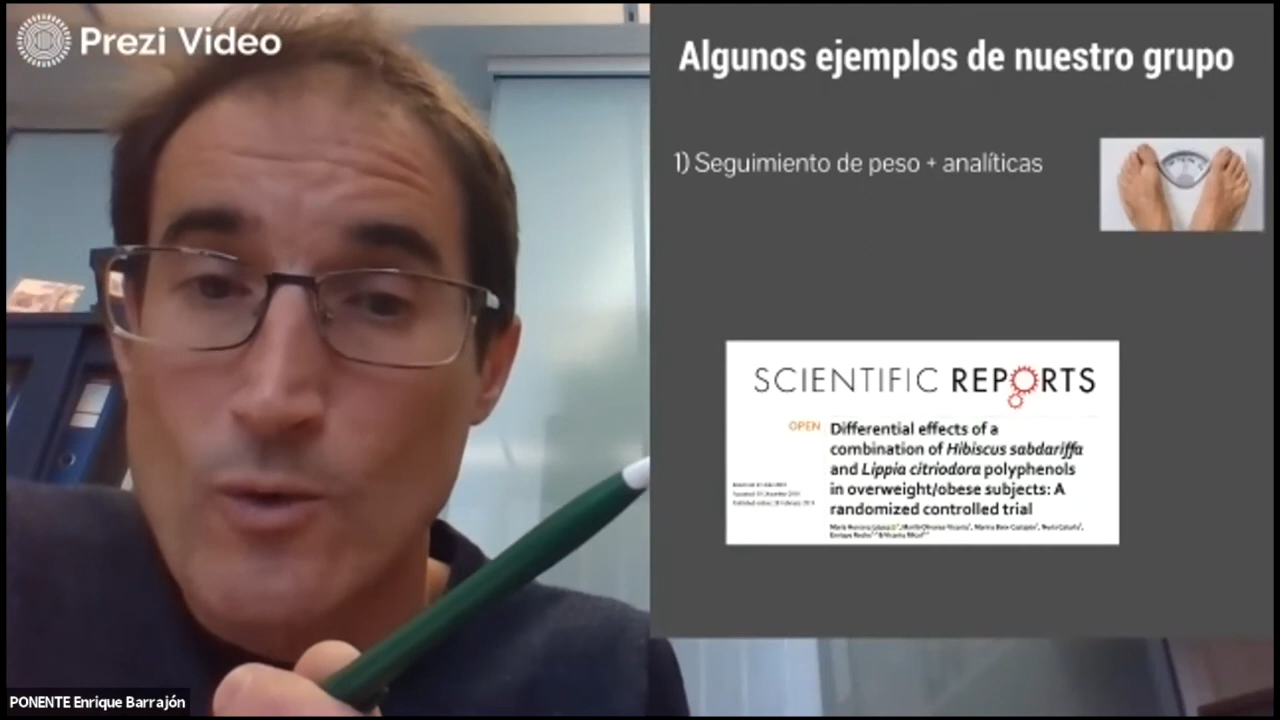 Prezi Video
Algunos ejemplos de nuestro grupo
1) Seguimiento de peso + analíticas
SCIENTIFIC REPORTS
OPEN
Differential effects of a
combination of Hibiscus sabdariffa
and Lippia citriodora polyphenols
in overweight/obese subjects: A
randomized controlled trial
PONENTE Enrique Barrajón